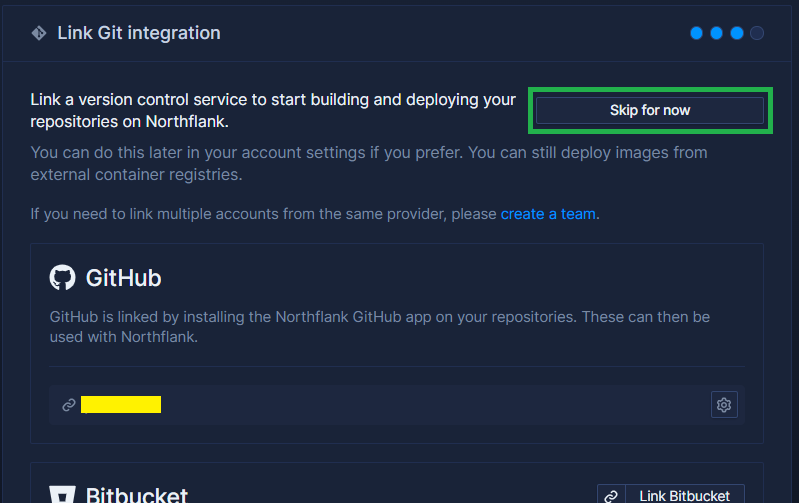 Link Git integration
Link a version control service to start building and deploying your
repositories on Northflank.
Skip for now
You can do this later in your account settings if you prefer. You can still deploy images from
external container registries.
If you need to link multiple accounts from the same provider, please create a team.
GitHub
GitHub is linked by installing the Northflank GitHub app on your repositories. These can then be
used with Northflank.
Bitbucket
Link Bitbucket